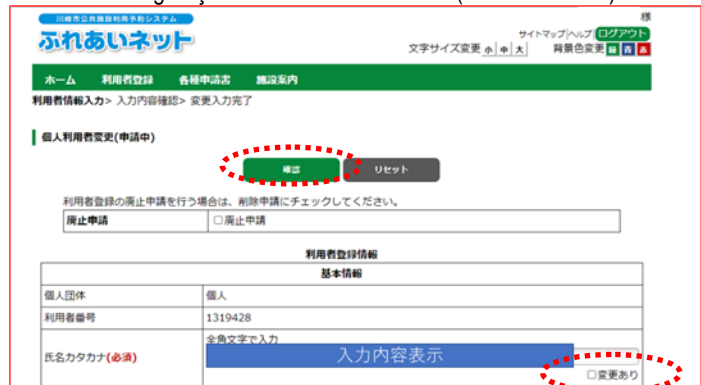 川崎市公共施設利用予約システム
様
ふれあいネット
サイトマップ|ヘルプ|ログアウト
文字サイズ変更 小 中 大 背景色変更 緑 青 赤
ホーム 利用者登録 各種申請書 施設案内
利用者情報入力> 入力内容確認> 変更入力完了
個人利用者変更(申請中)
確認 リセット
利用者登録の廃止申請を行う場合は、削除申請にチェックしてください。
廃止申請 □廃止申請
利用者登録情報
基本情報
個人団体 個人
利用者番号 1319428
全角文字で入力
氏名カタカナ(必須) 入力内容表示
□変更あり